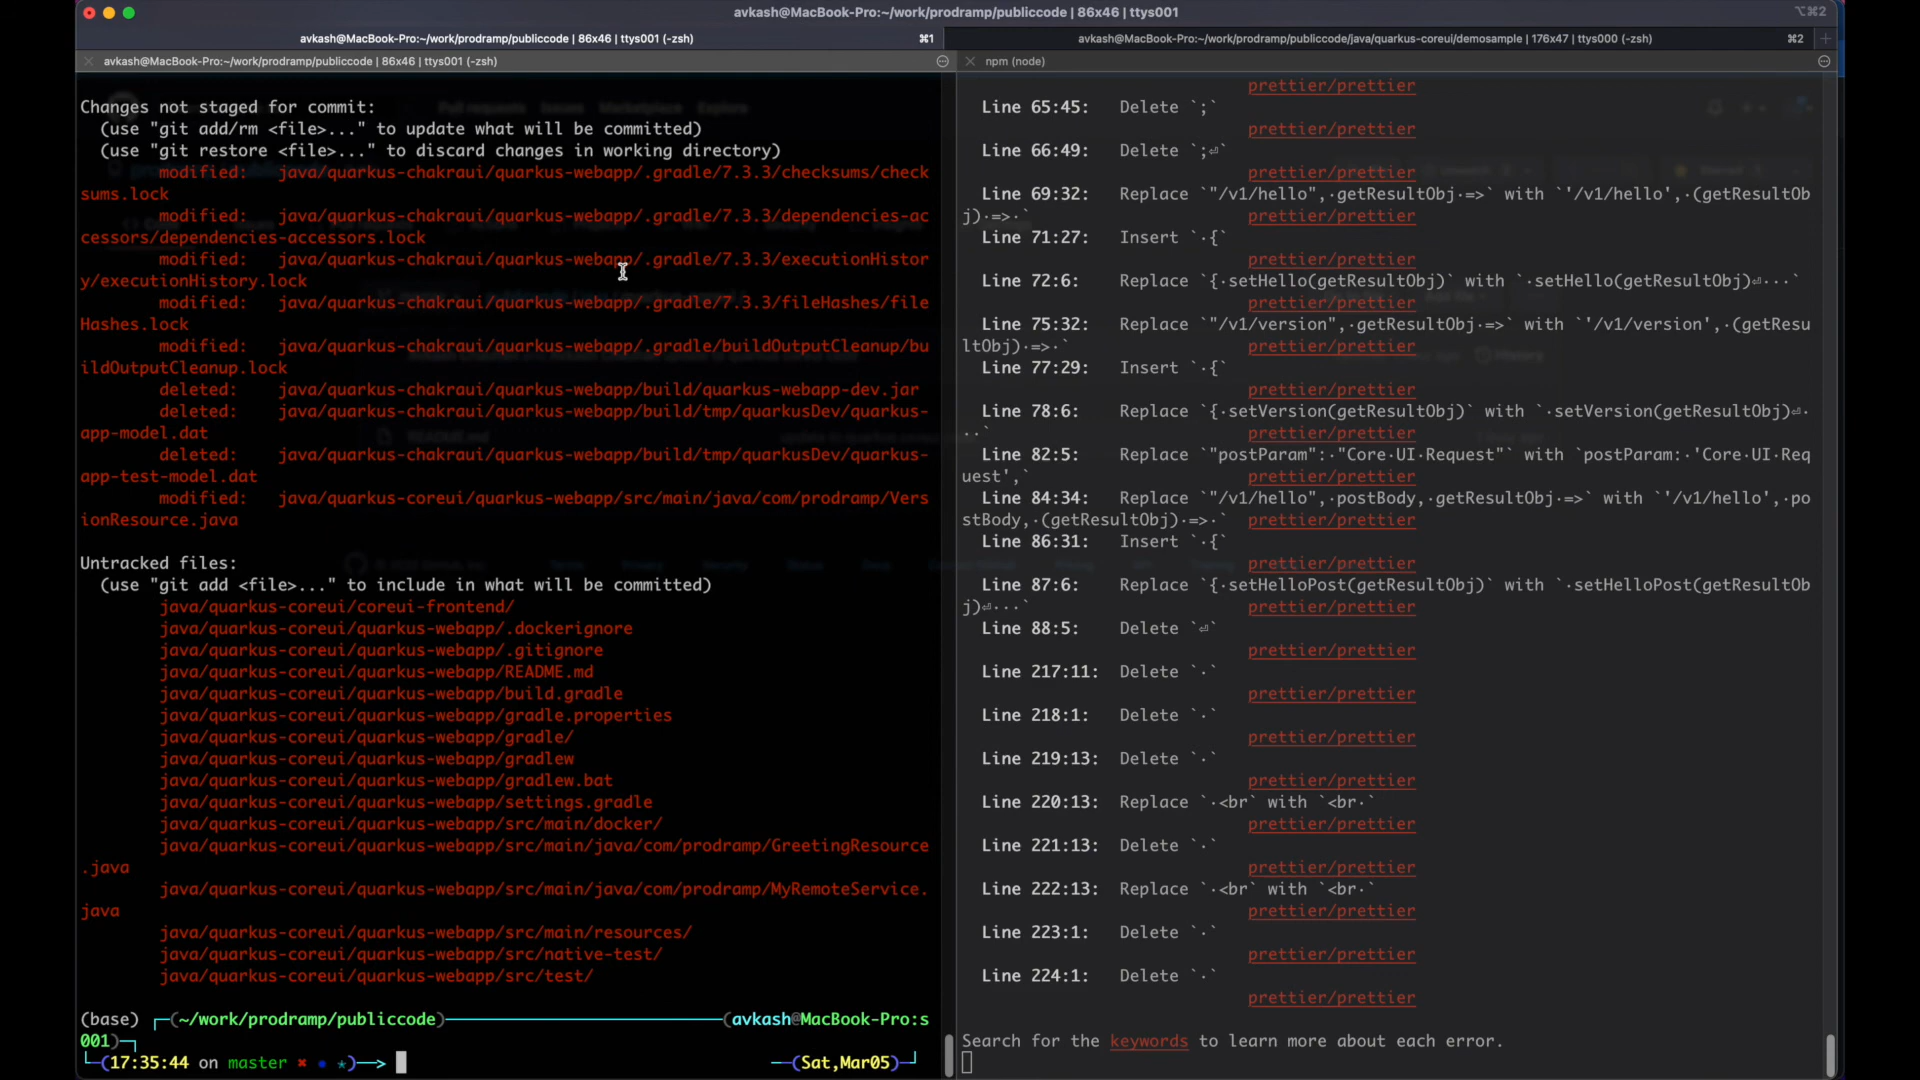 avkash@MacBook-Pro:~/work/prodramp/publiccode | 86x46 | ttys001
⌥⌘2
avkash@MacBook-Pro:~/work/prodramp/publiccode | 86x46 | ttys001 (-zsh)
⌘1
avkash@MacBook-Pro:~/work/prodramp/publiccode/java/quarkus-coreui/demosample | 176x47 | ttys000 (-zsh)
⌘2
avkash@MacBook-Pro:~/work/prodramp/publiccode | 86x46 | ttys001 (-zsh)
npm (node)
Changes not staged for commit:
(use "git add/rm <file>..." to update what will be committed)
(use "git restore <file>..." to discard changes in working directory)
modified: java/quarkus-chakraui/quarkus-webapp/.gradle/7.3.3/checksums/check
sums.lock
modified: java/quarkus-chakraui/quarkus-webapp/.gradle/7.3.3/dependencies-ac
cessors/dependencies-accessors.lock
modified: java/quarkus-chakraui/quarkus-webapp/.gradle/7.3.3/executionHistor
y/executionHistory.lock
modified: java/quarkus-chakraui/quarkus-webapp/.gradle/7.3.3/fileHashes/file
Hashes.lock
modified: java/quarkus-chakraui/quarkus-webapp/.gradle/buildOutputCleanup/bu
ildOutputCleanup.lock
deleted: java/quarkus-chakraui/quarkus-webapp/build/quarkus-webapp-dev.jar
deleted: java/quarkus-chakraui/quarkus-webapp/build/tmp/quarkusDev/quarkus-
app-model.dat
deleted: java/quarkus-chakraui/quarkus-webapp/build/tmp/quarkusDev/quarkus-
app-test-model.dat
modified: java/quarkus-coreui/quarkus-webapp/src/main/java/com/prodramp/Vers
ionResource.java
Untracked files:
(use "git add <file>..." to include in what will be committed)
java/quarkus-coreui/coreui-frontend/
java/quarkus-coreui/quarkus-webapp/.dockerignore
java/quarkus-coreui/quarkus-webapp/.gitignore
java/quarkus-coreui/quarkus-webapp/README.md
java/quarkus-coreui/quarkus-webapp/build.gradle
java/quarkus-coreui/quarkus-webapp/gradle.properties
java/quarkus-coreui/quarkus-webapp/gradle/
java/quarkus-coreui/quarkus-webapp/gradlew
java/quarkus-coreui/quarkus-webapp/gradlew.bat
java/quarkus-coreui/quarkus-webapp/settings.gradle
java/quarkus-coreui/quarkus-webapp/src/main/docker/
java/quarkus-coreui/quarkus-webapp/src/main/java/com/prodramp/GreetingResource
.java
java/quarkus-coreui/quarkus-webapp/src/main/java/com/prodramp/MyRemoteService.
java
java/quarkus-coreui/quarkus-webapp/src/main/resources/
java/quarkus-coreui/quarkus-webapp/src/native-test/
java/quarkus-coreui/quarkus-webapp/src/test/
(base) ┌─(~/work/prodramp/publiccode)────(avkash@MacBook-Pro:s
001)─┐
└─(17:35:44 on master ✖ ● ✭)──> ──(Sat,Mar05)─┘
prettier/prettier
Line 65:45: Delete `;`
prettier/prettier
Line 66:49: Delete `;⏎`
prettier/prettier
Line 69:32: Replace `"/v1/hello",·getResultObj·=>` with `'/v1/hello',·(getResultOb
j)·=>·`
prettier/prettier
Line 71:27: Insert `·{`
prettier/prettier
Line 72:6: Replace `{·setHello(getResultObj)` with `·setHello(getResultObj)⏎···`
prettier/prettier
Line 75:32: Replace `"/v1/version",·getResultObj·=>` with `'/v1/version',·(getResu
ltObj)·=>·`
prettier/prettier
Line 77:29: Insert `·{`
prettier/prettier
Line 78:6: Replace `{·setVersion(getResultObj)` with `·setVersion(getResultObj)⏎·
··`
prettier/prettier
Line 82:5: Replace `"postParam":·"Core·UI·Request"` with `postParam:·'Core·UI·Req
uest',`
prettier/prettier
Line 84:34: Replace `"/v1/hello",·postBody,·getResultObj·=>` with `'/v1/hello',·po
stBody,·(getResultObj)·=>·`
prettier/prettier
Line 86:31: Insert `·{`
prettier/prettier
Line 87:6: Replace `{·setHelloPost(getResultObj)` with `·setHelloPost(getResultOb
j)⏎···`
prettier/prettier
Line 88:5: Delete `⏎`
prettier/prettier
Line 217:11: Delete `·`
prettier/prettier
Line 218:1: Delete `·`
prettier/prettier
Line 219:13: Delete `·`
prettier/prettier
Line 220:13: Replace `·<br` with `<br·`
prettier/prettier
Line 221:13: Delete `·`
prettier/prettier
Line 222:13: Replace `·<br` with `<br·`
prettier/prettier
Line 223:1: Delete `·`
prettier/prettier
Line 224:1: Delete `·`
prettier/prettier
Search for the keywords to learn more about each error.